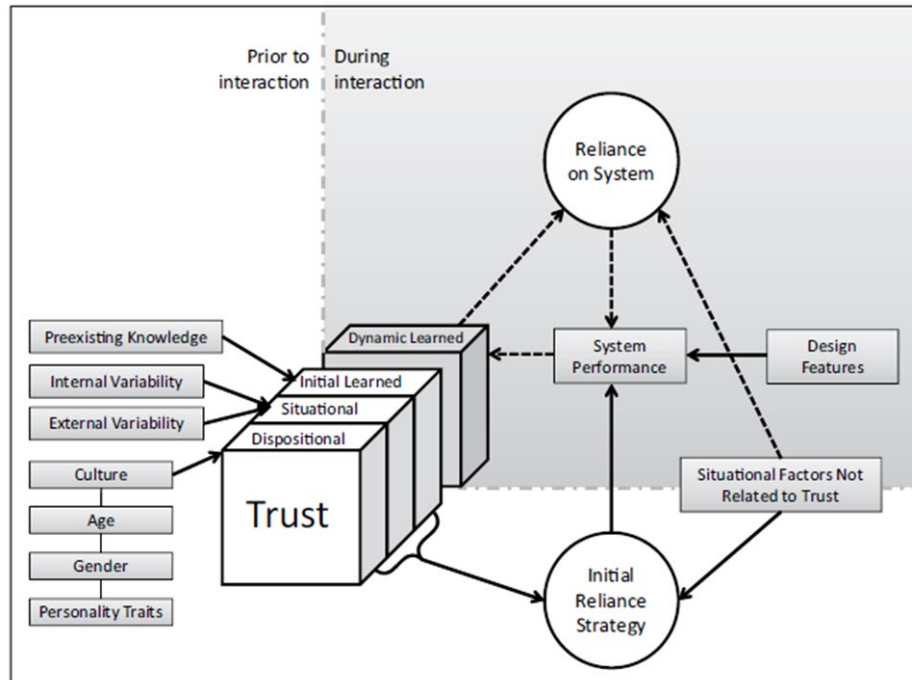 Prior to
interaction
During
interaction
Reliance
on System
Preexisting Knowledge
Internal Variability
External Variability
Culture
Age
Gender
Personality Traits
Dynamic Learned
Initial Learned
Situational
Dispositional
Trust
System
Performance
Design
Features
Situational Factors Not
Related to Trust
Initial
Reliance
Strategy